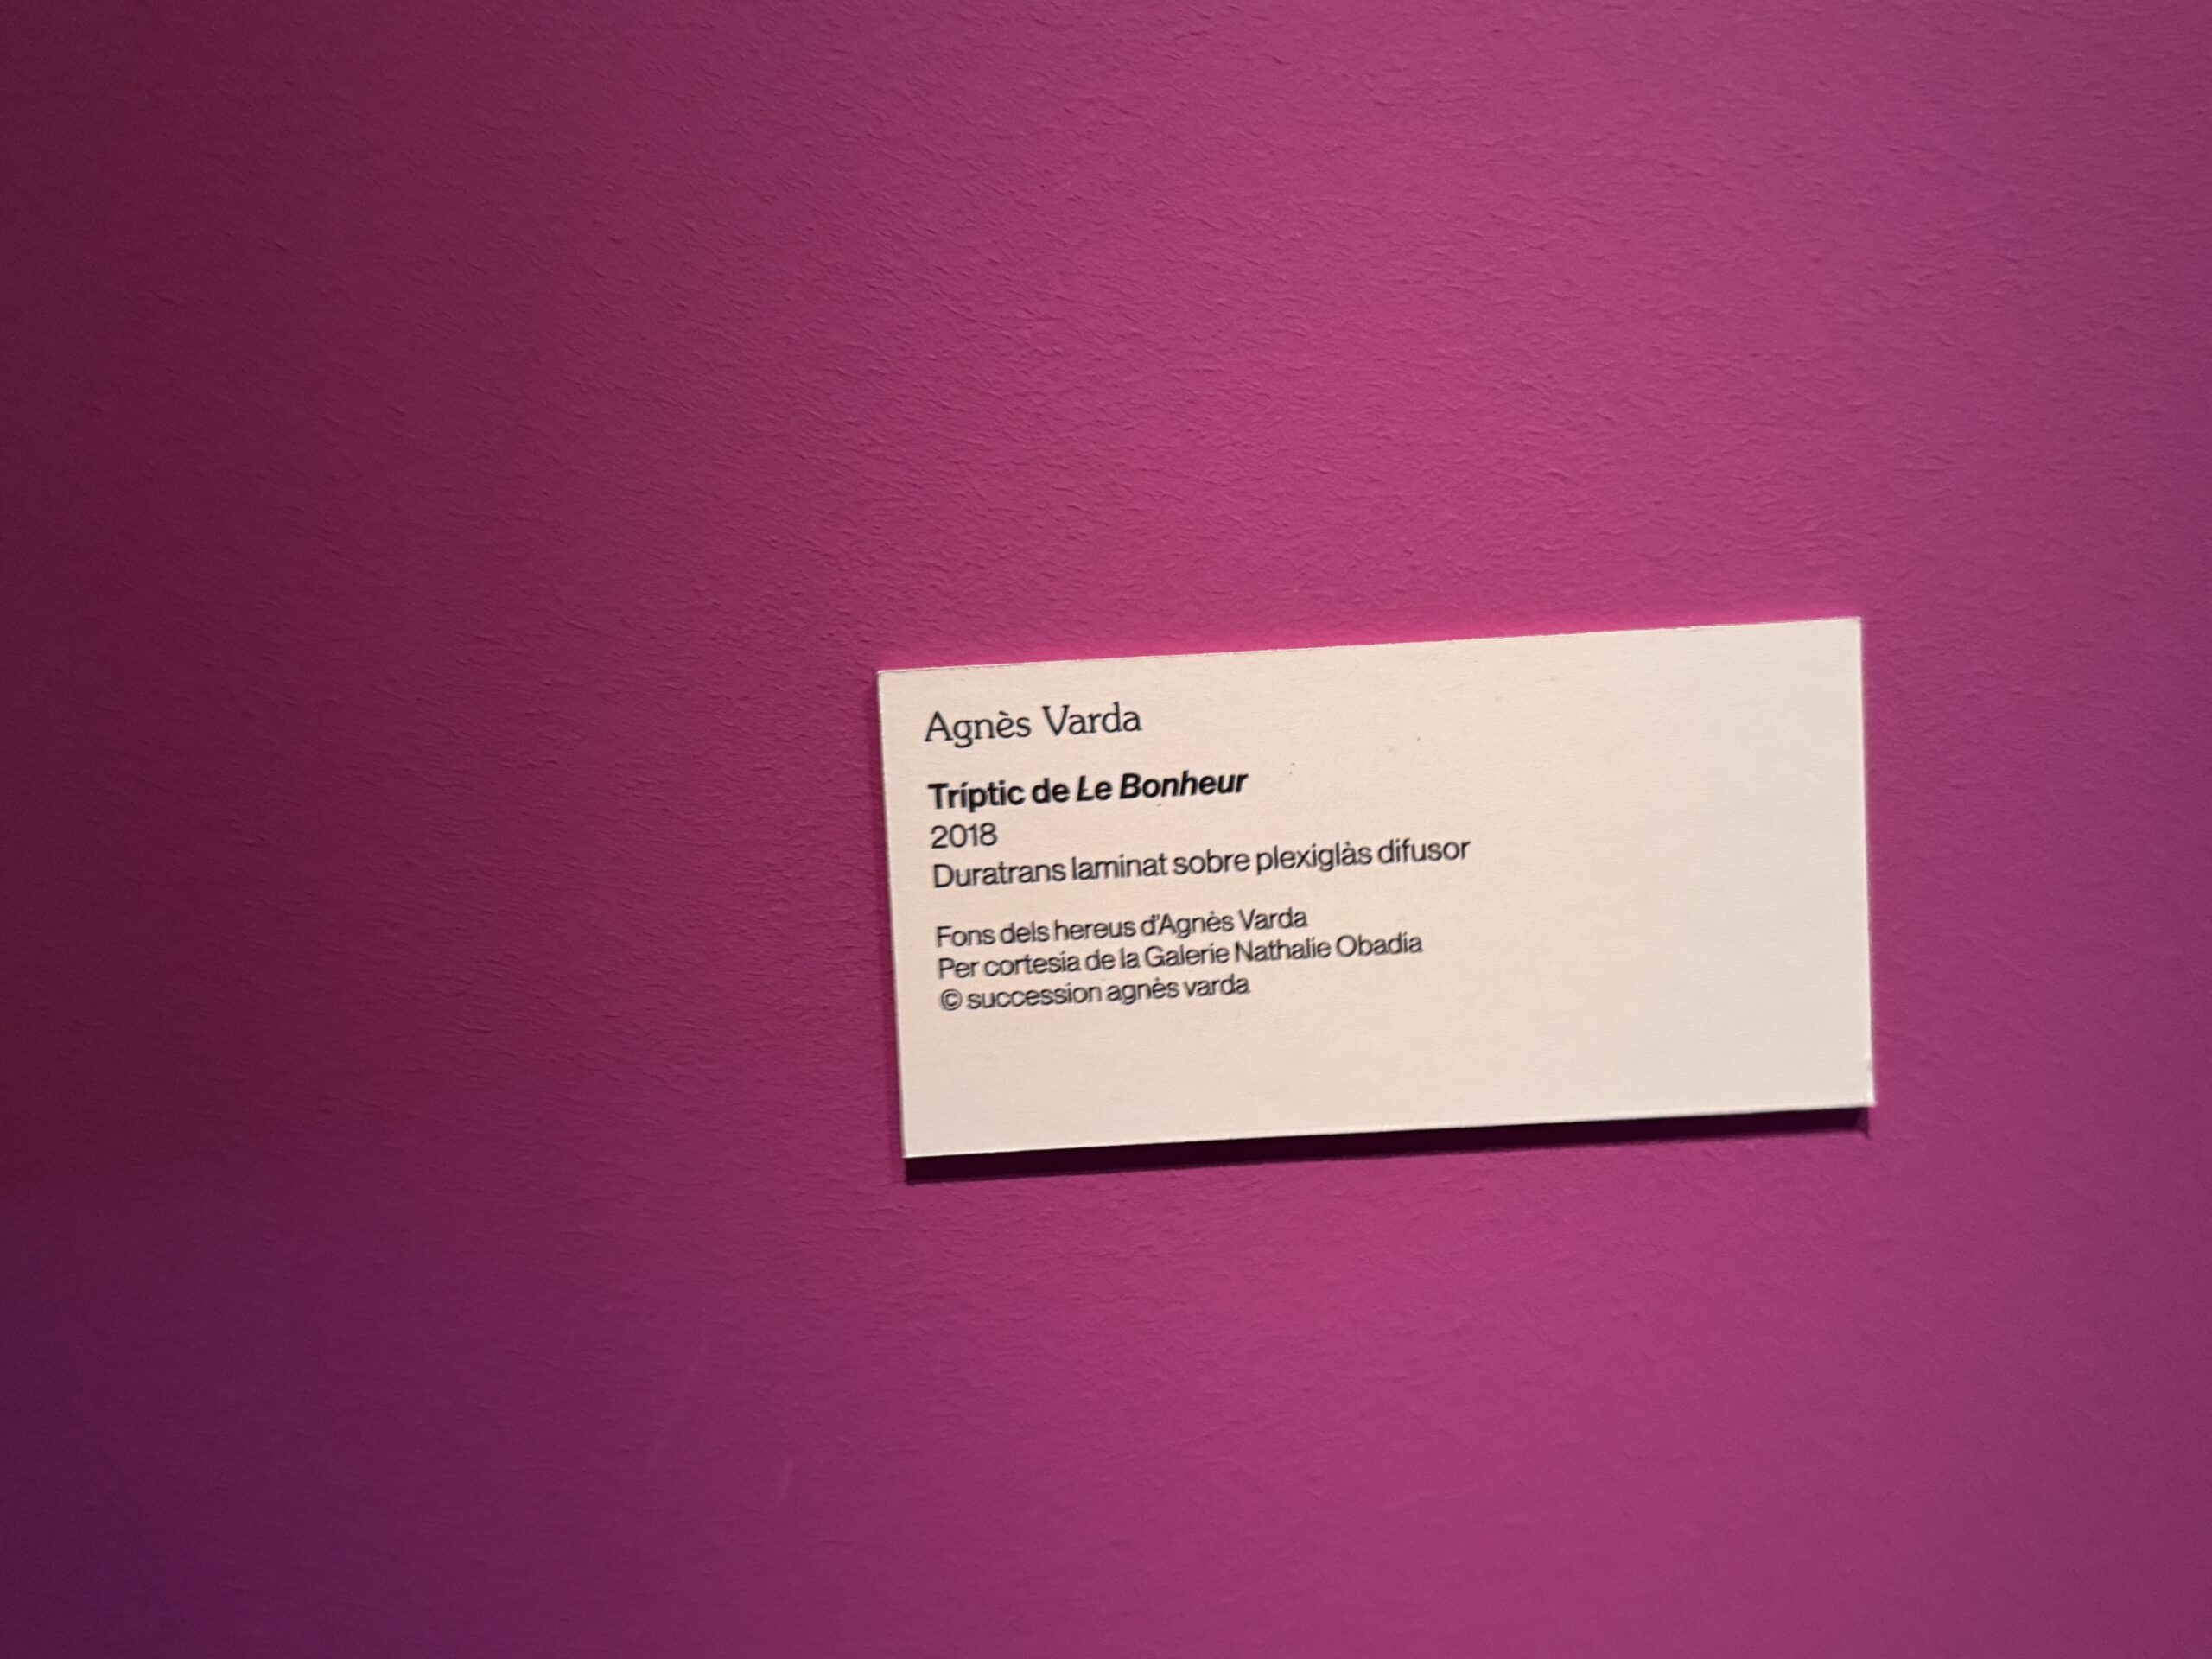 Agnès Varda
Tríptic de Le Bonheur
2018
Duratrans laminat sobre plexiglàs difusor
Fons dels hereus d'Agnès Varda
Per cortesia de la Galerie Nathalie Obadia
© succession agnès varda